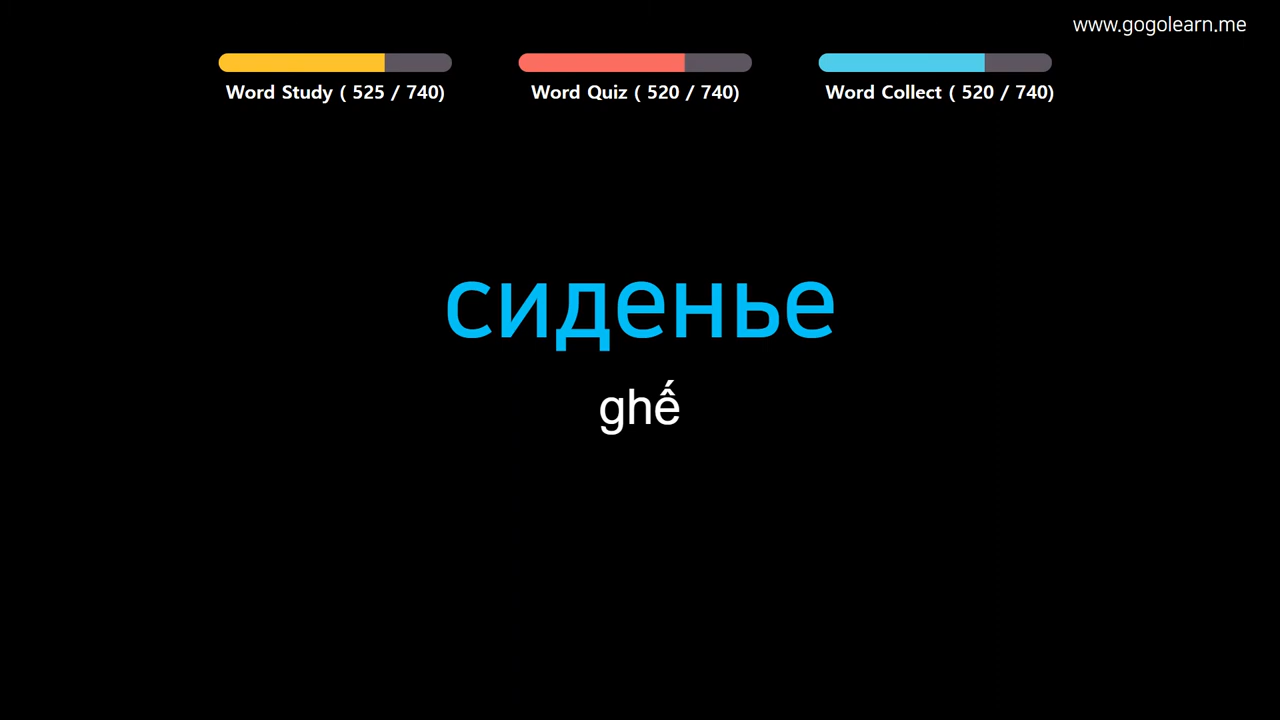 www.gogolearn.me
Word Study ( 525 / 740)
Word Quiz ( 520 / 740)
Word Collect ( 520 / 740)
сиденье
ghế